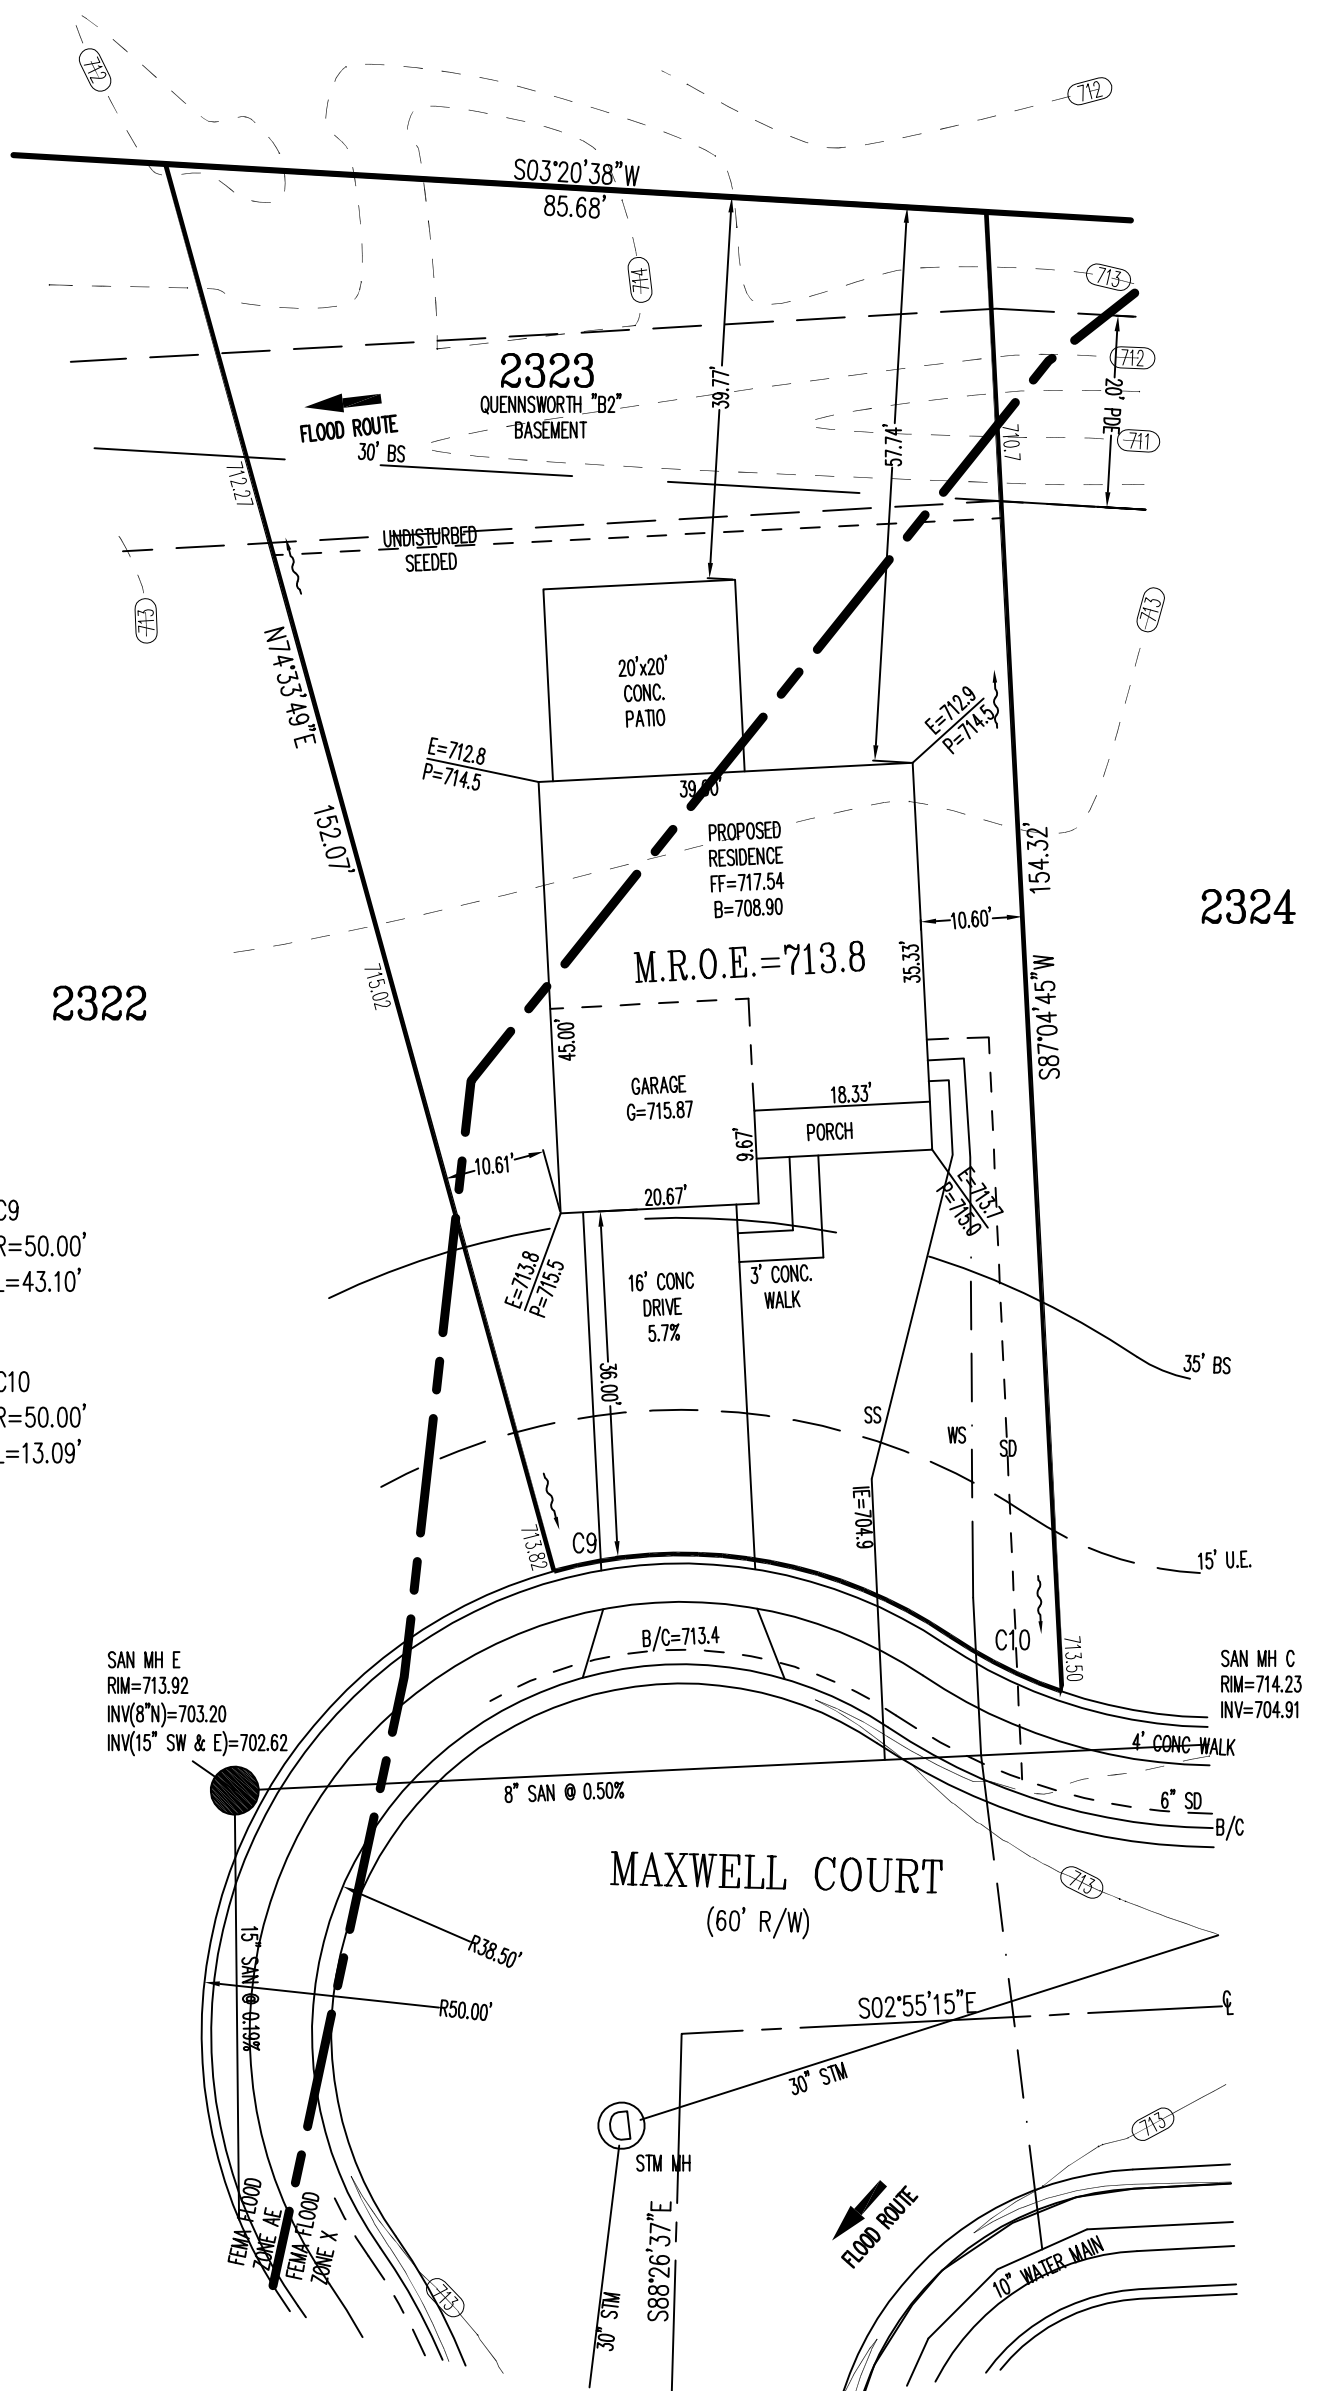 712
712
S03°20'38"W
85.68'
714
713
712
20' PDE
711
710.7
2323
QUENNSWORTH "B2"
BASEMENT
FLOOD ROUTE
30' BS
39.77'
57.74'
712.27
UNDISTURBED
SEEDED
713
713
N74°33'49"E
152.07'
20'x20'
CONC.
PATIO
E=712.9
P=714.5
E=712.8
P=714.5
39.00'
PROPOSED
RESIDENCE
FF=717.54
B=708.90
M.R.O.E.=713.8
154.32'
S87°04'45"W
10.60'
35.33'
2324
2322
715.02
45.00'
GARAGE
G=715.87
18.33'
PORCH
9.67'
10.61'
20.67'
E=713.7
P=715.0
E=713.8
P=715.5
C9
R=50.00'
L=43.10'
C10
R=50.00'
L=13.09'
16' CONC
DRIVE
5.7%
3' CONC.
WALK
36.00'
35' BS
SS
WS
SD
IE=704.9
15' U.E.
713.82
C9
C10
713.50
B/C=713.4
SAN MH E
RIM=713.92
INV(8"N)=703.20
INV(15" SW & E)=702.62
SAN MH C
RIM=714.23
INV=704.91
4' CONC WALK
8" SAN @ 0.50%
6" SD
B/C
MAXWELL COURT
(60' R/W)
713
15" SAN @ 0.19%
R38.50'
R50.00'
S02°55'15"E
CL
30" STM
STM MH
713
S88°26'37"E
FLOOD ROUTE
10" WATER MAIN
30" STM
FEMA FLOOD
ZONE AE
FEMA FLOOD
ZONE X
713